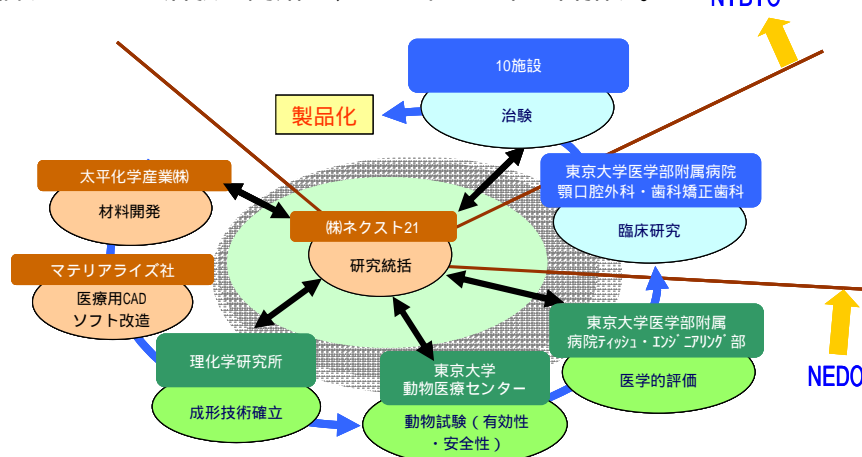 NIBIO
10施設
治験
製品化
太平化学産業㈱
材料開発
東京大学医学部附属病院
顎口腔外科・歯科矯正歯科
臨床研究
㈱ネクスト21
研究統括
マテリアライズ社
医療用CAD
ソフト改造
理化学研究所
成形技術確立
東京大学
動物医療センター
動物試験（有効性
・安全性）
東京大学医学部附属
病院ティッシュ・エンジニアリング部
医学的評価
NEDO